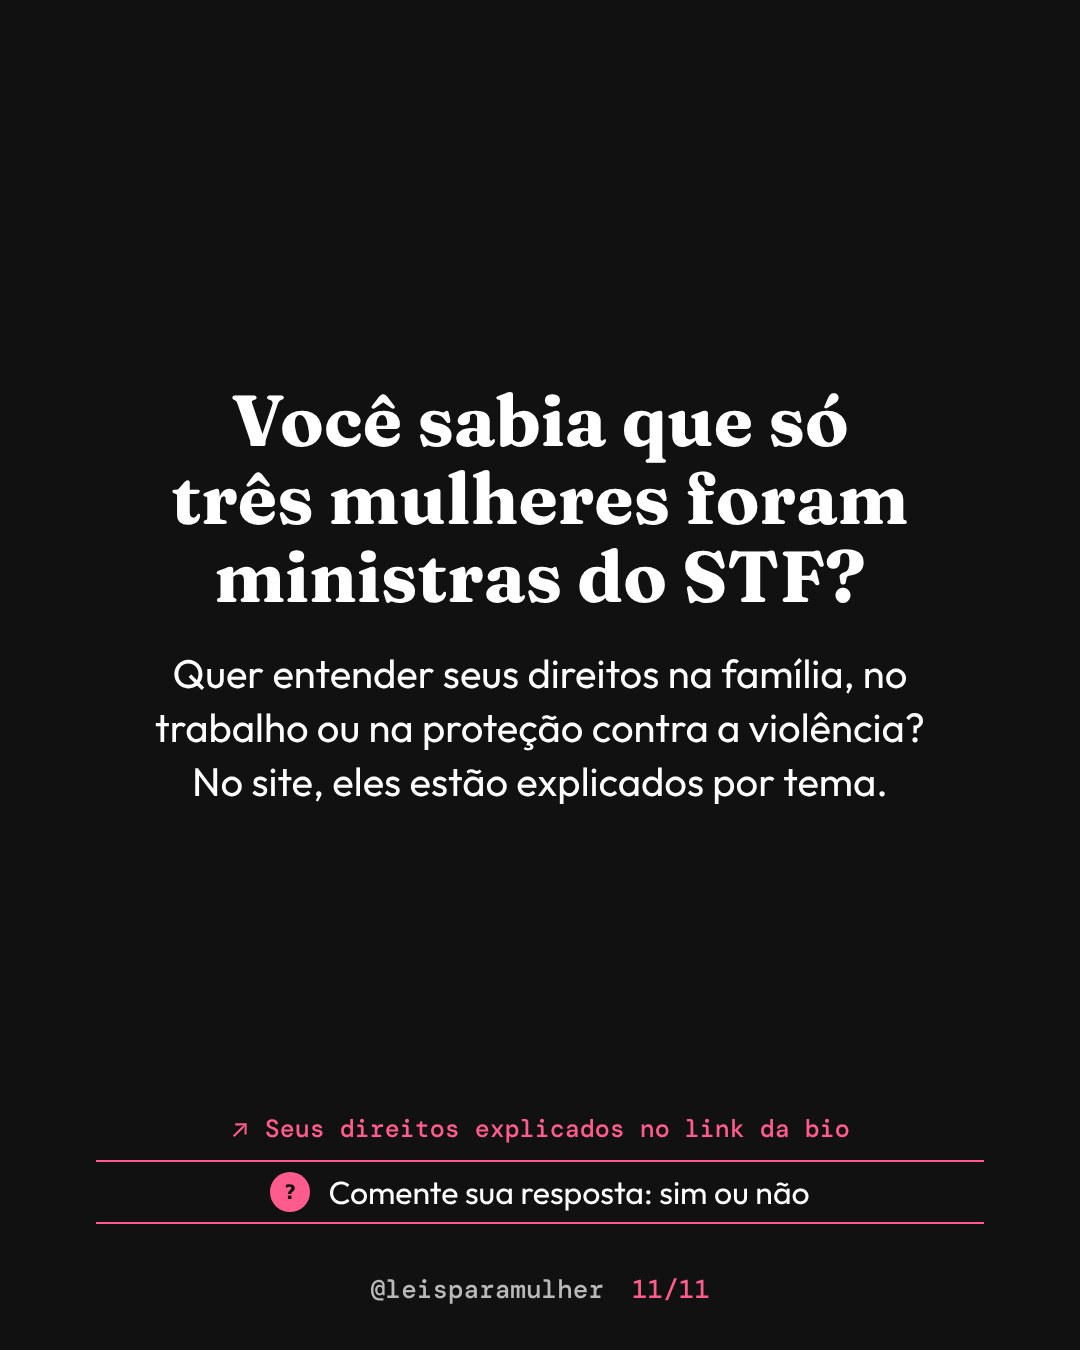 Você sabia que só
três mulheres foram
ministras do STF?
Quer entender seus direitos na família, no
trabalho ou na proteção contra a violência?
No site, eles estão explicados por tema.
↗ Seus direitos explicados no link da bio
? Comente sua resposta: sim ou não
@leisparamulher 11/11